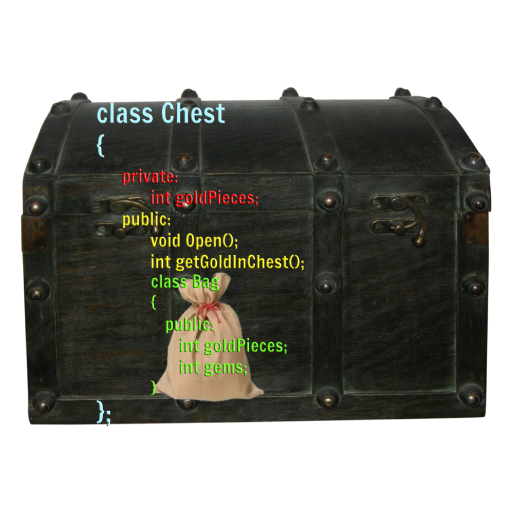 class Chest
{
private:
int goldPieces;
public:
void Open();
int getGoldInChest();
class Bag
{
public:
int goldPieces;
int gems;
}
};